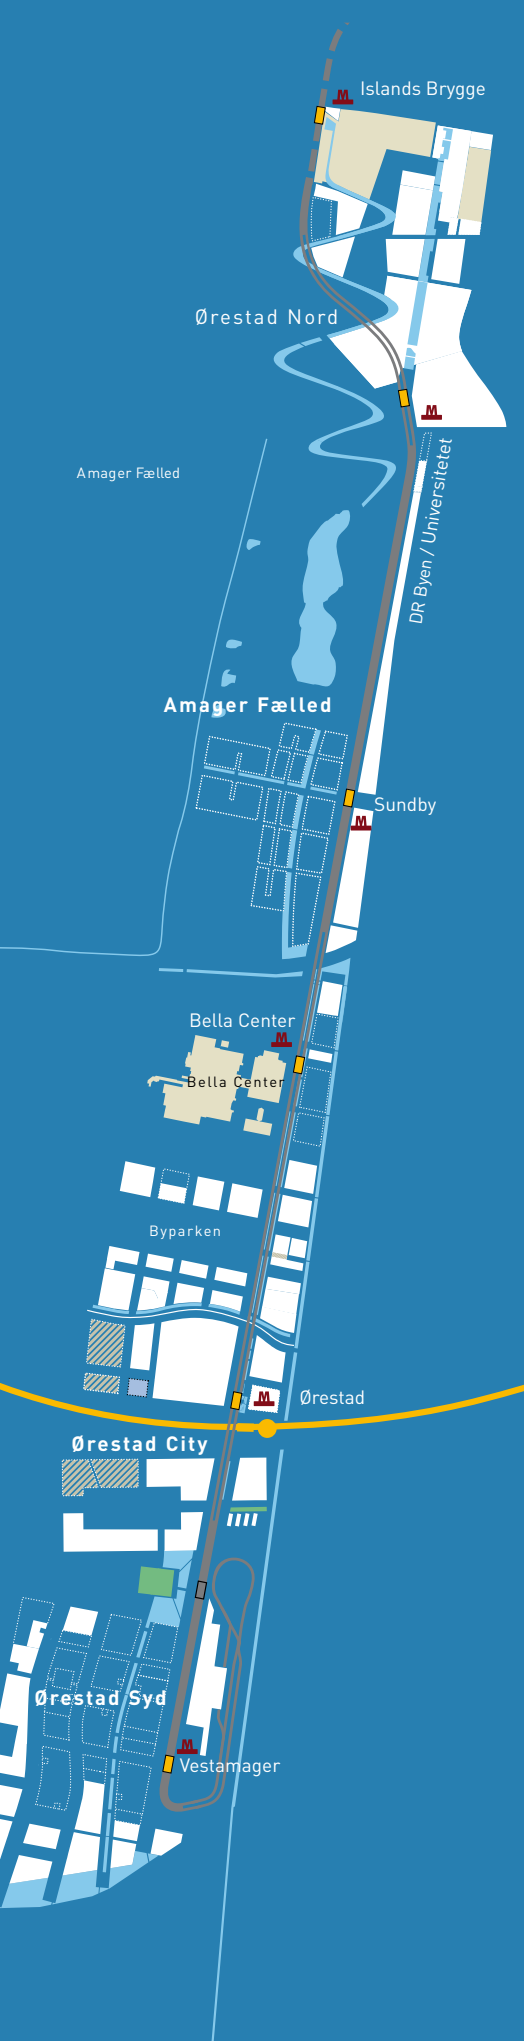 M
Islands Brygge
Ørestad Nord
M
DR Byen / Universitetet
Amager Fælled
Amager Fælled
Sundby
M
Bella Center
M
Bella Center
Byparken
M
Ørestad
Ørestad City
Ørestad Syd
M
Vestamager